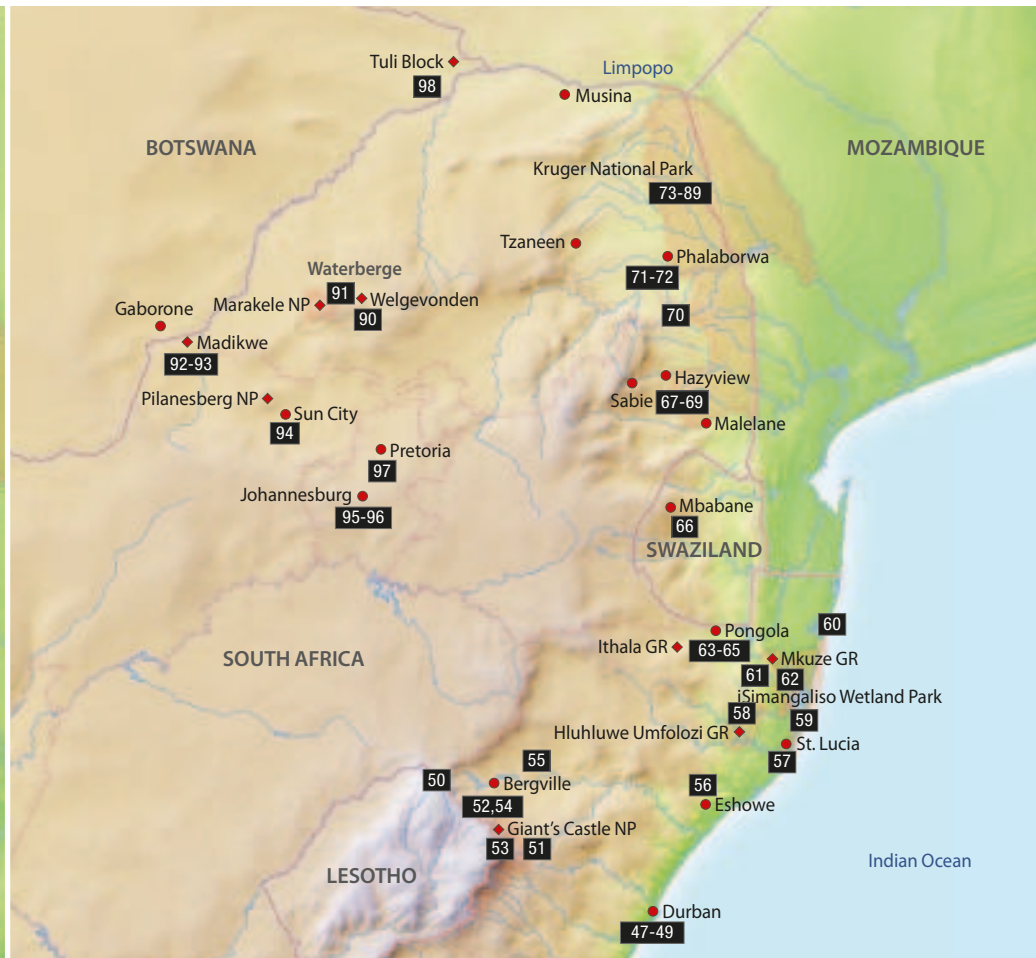 Tuli Block
98
Limpopo
Musina
BOTSWANA
MOZAMBIQUE
Kruger National Park
73-89
Tzaneen
Phalaborwa
71-72
Waterberge
91
Welgevonden
Marakele NP
90
70
Gaborone
Madikwe
92-93
Hazyview
Sabie
67-69
Pilanesberg NP
Sun City
94
Malelane
Pretoria
97
Johannesburg
95-96
Mbabane
66
SWAZILAND
60
Pongola
Ithala GR
63-65
SOUTH AFRICA
Mkuze GR
61
62
iSimangaliso Wetland Park
58
59
Hluhluwe Umfolozi GR
St. Lucia
57
55
50
Bergville
52,54
56
Eshowe
Giant's Castle NP
53
51
LESOTHO
Indian Ocean
Durban
47-49